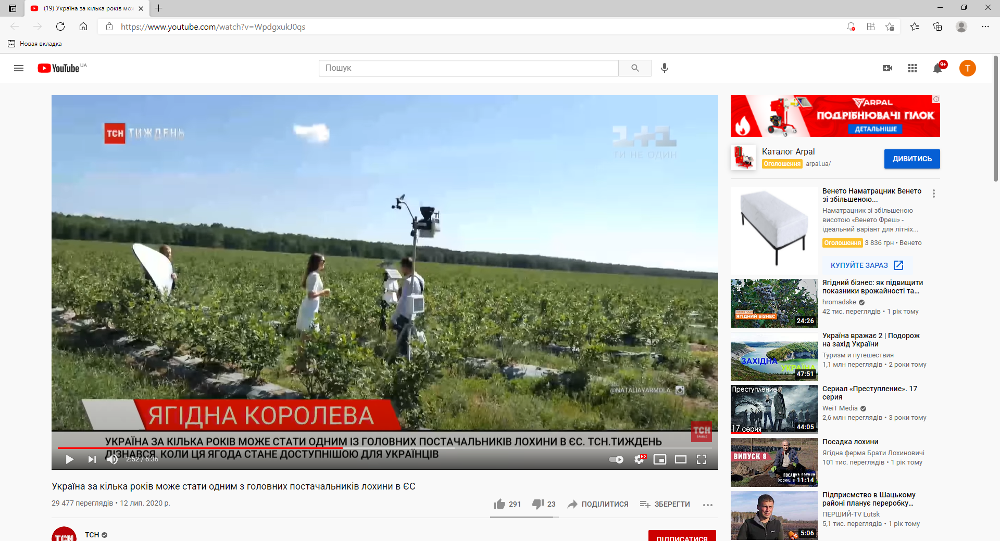 (19) Україна за кілька років мож
https://www.youtube.com/watch?v=WpdgxukJ0qs
Новая вкладка
YouTube UA
Пошук
9+
T
ТСН ТИЖДЕНЬ
1+1
ТИ НЕ ОДИН
@NATALIYARMOLA
ЯГІДНА КОРОЛЕВА
ТСН
УКРАЇНА ЗА КІЛЬКА РОКІВ МОЖЕ СТАТИ ОДНИМ ІЗ ГОЛОВНИХ ПОСТАЧАЛЬНИКІВ ЛОХИНИ В ЄС. ТСН.ТИЖДЕНЬ
ДІЗНАВСЯ, КОЛИ ЦЯ ЯГОДА СТАНЕ ДОСТУПНІШОЮ ДЛЯ УКРАЇНЦІВ
2:52 / 6:36
HD
Україна за кілька років може стати одним з головних постачальників лохини в ЄС
29 477 переглядів • 12 лип. 2020 р.
291
23
ПОДІЛИТИСЯ
ЗБЕРЕГТИ
ТСН
ТСН
ПІДПИСАТИСЯ
ARPAL
ПОДРІБНЮВАЧІ ГІЛОК
ДЕТАЛЬНІШЕ
Каталог Arpal
Оголошення arpal.ua/
ДИВИТИСЬ
Венето Наматрацник Венето
зі збільшеною...
Наматрацник зі збільшеною
висотою «Венето Фреш» -
ідеальний варіант для літніх...
Оголошення 3 836 грн • Венето
КУПУЙТЕ ЗАРАЗ
БІЗНЕС-ПЛАН
ЯГІДНИЙ БІЗНЕС
24:26
Ягідний бізнес: як підвищити
показники врожайності та...
hromadske
42 тис. переглядів • 1 рік тому
ЗАХІДНА
УКРАЇНА
47:51
Україна вражає 2 | Подорож
на захід України
Туризм и путешествия
1,1 млн переглядів • 2 роки тому
Преступление
17 серия
44:05
Сериал «Преступление». 17
серия
WeiT Media
2,6 млн переглядів • 3 роки тому
ВИПУСК 8
ПОСАДКА ЛОХИНИ
(чорниці в
11:14
Посадка лохини
Ягідна ферма Брати Лохиновичі
101 тис. переглядів • 1 рік тому
5:06
Підприємство в Шацькому
районі планує переробку...
ПЕРШИЙ-TV Lutsk
5,1 тис. переглядів • 1 рік тому